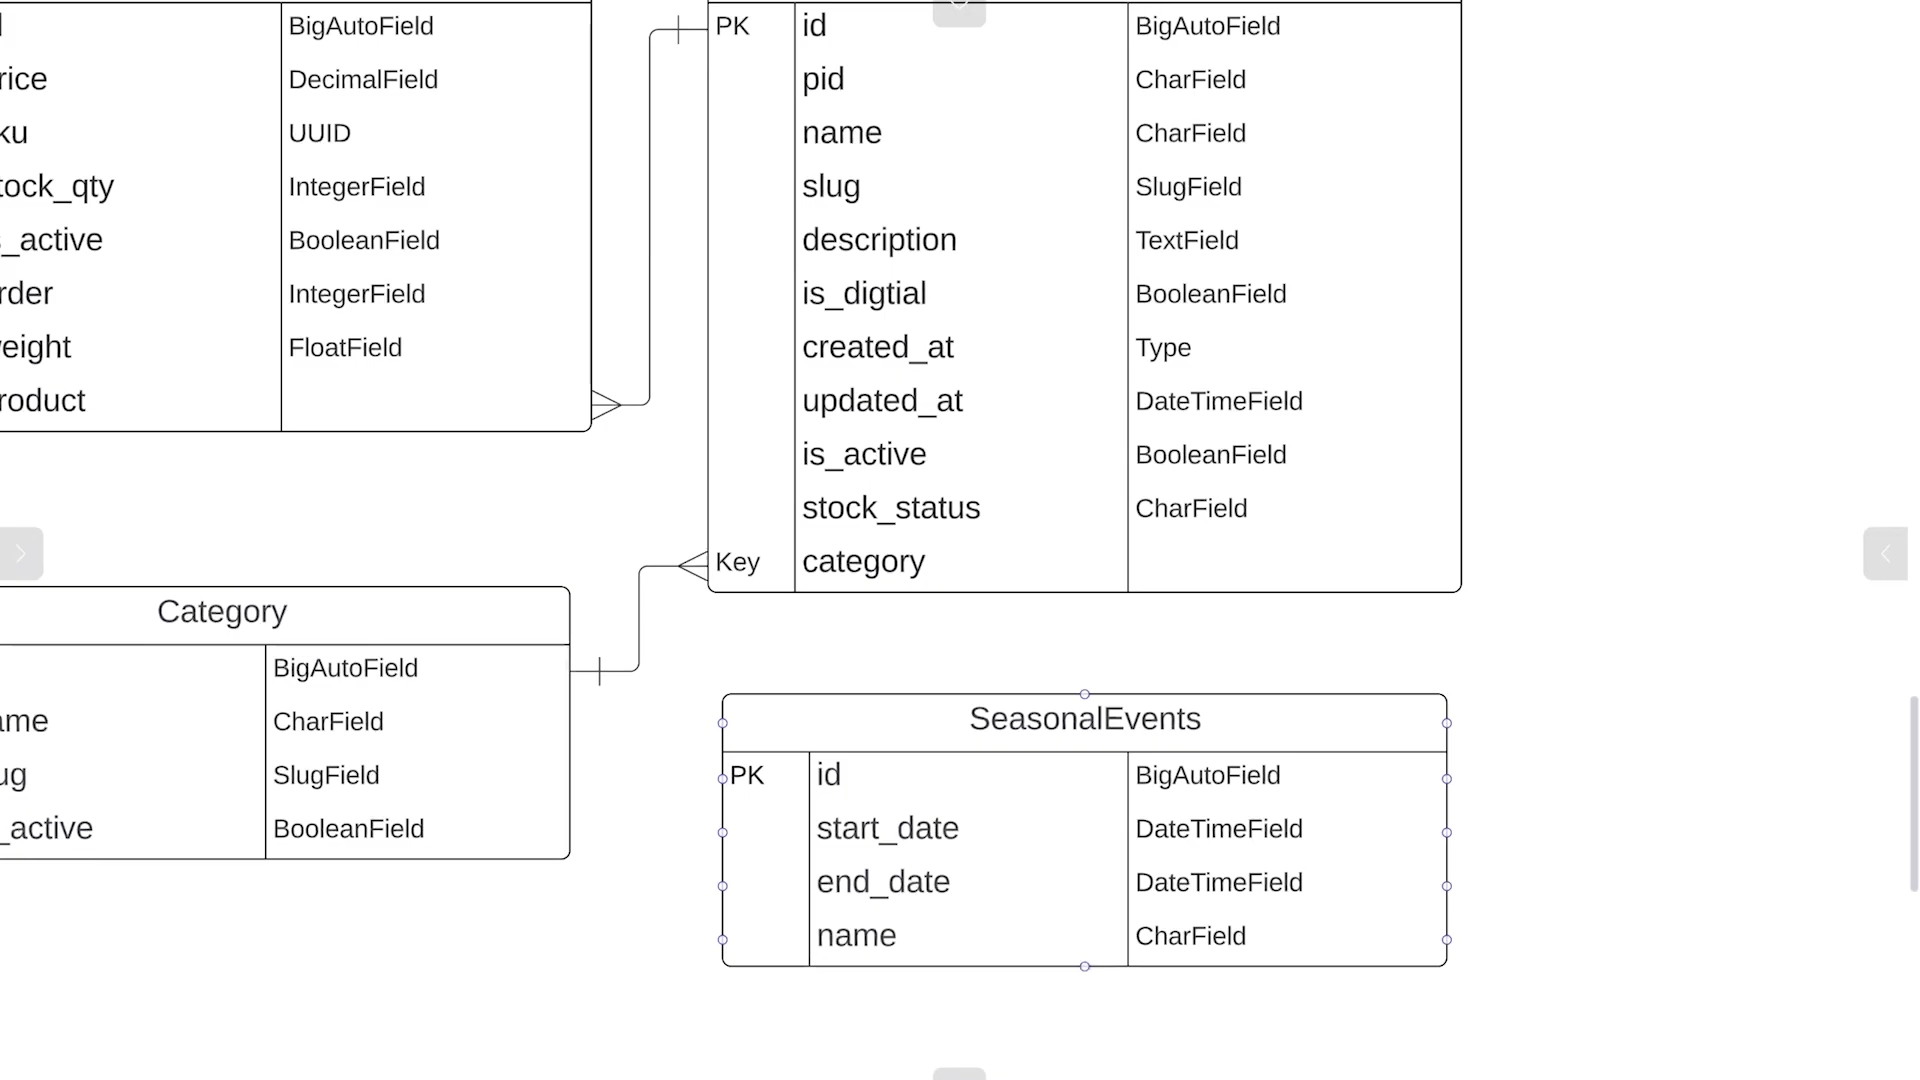 BigAutoField
rice DecimalField
ku UUID
tock_qty IntegerField
_active BooleanField
rder IntegerField
eight FloatField
roduct
PK id BigAutoField
pid CharField
name CharField
slug SlugField
description TextField
is_digtial BooleanField
created_at Type
updated_at DateTimeField
is_active BooleanField
stock_status CharField
Key category
Category
BigAutoField
ame CharField
ug SlugField
_active BooleanField
SeasonalEvents
PK id BigAutoField
start_date DateTimeField
end_date DateTimeField
name CharField